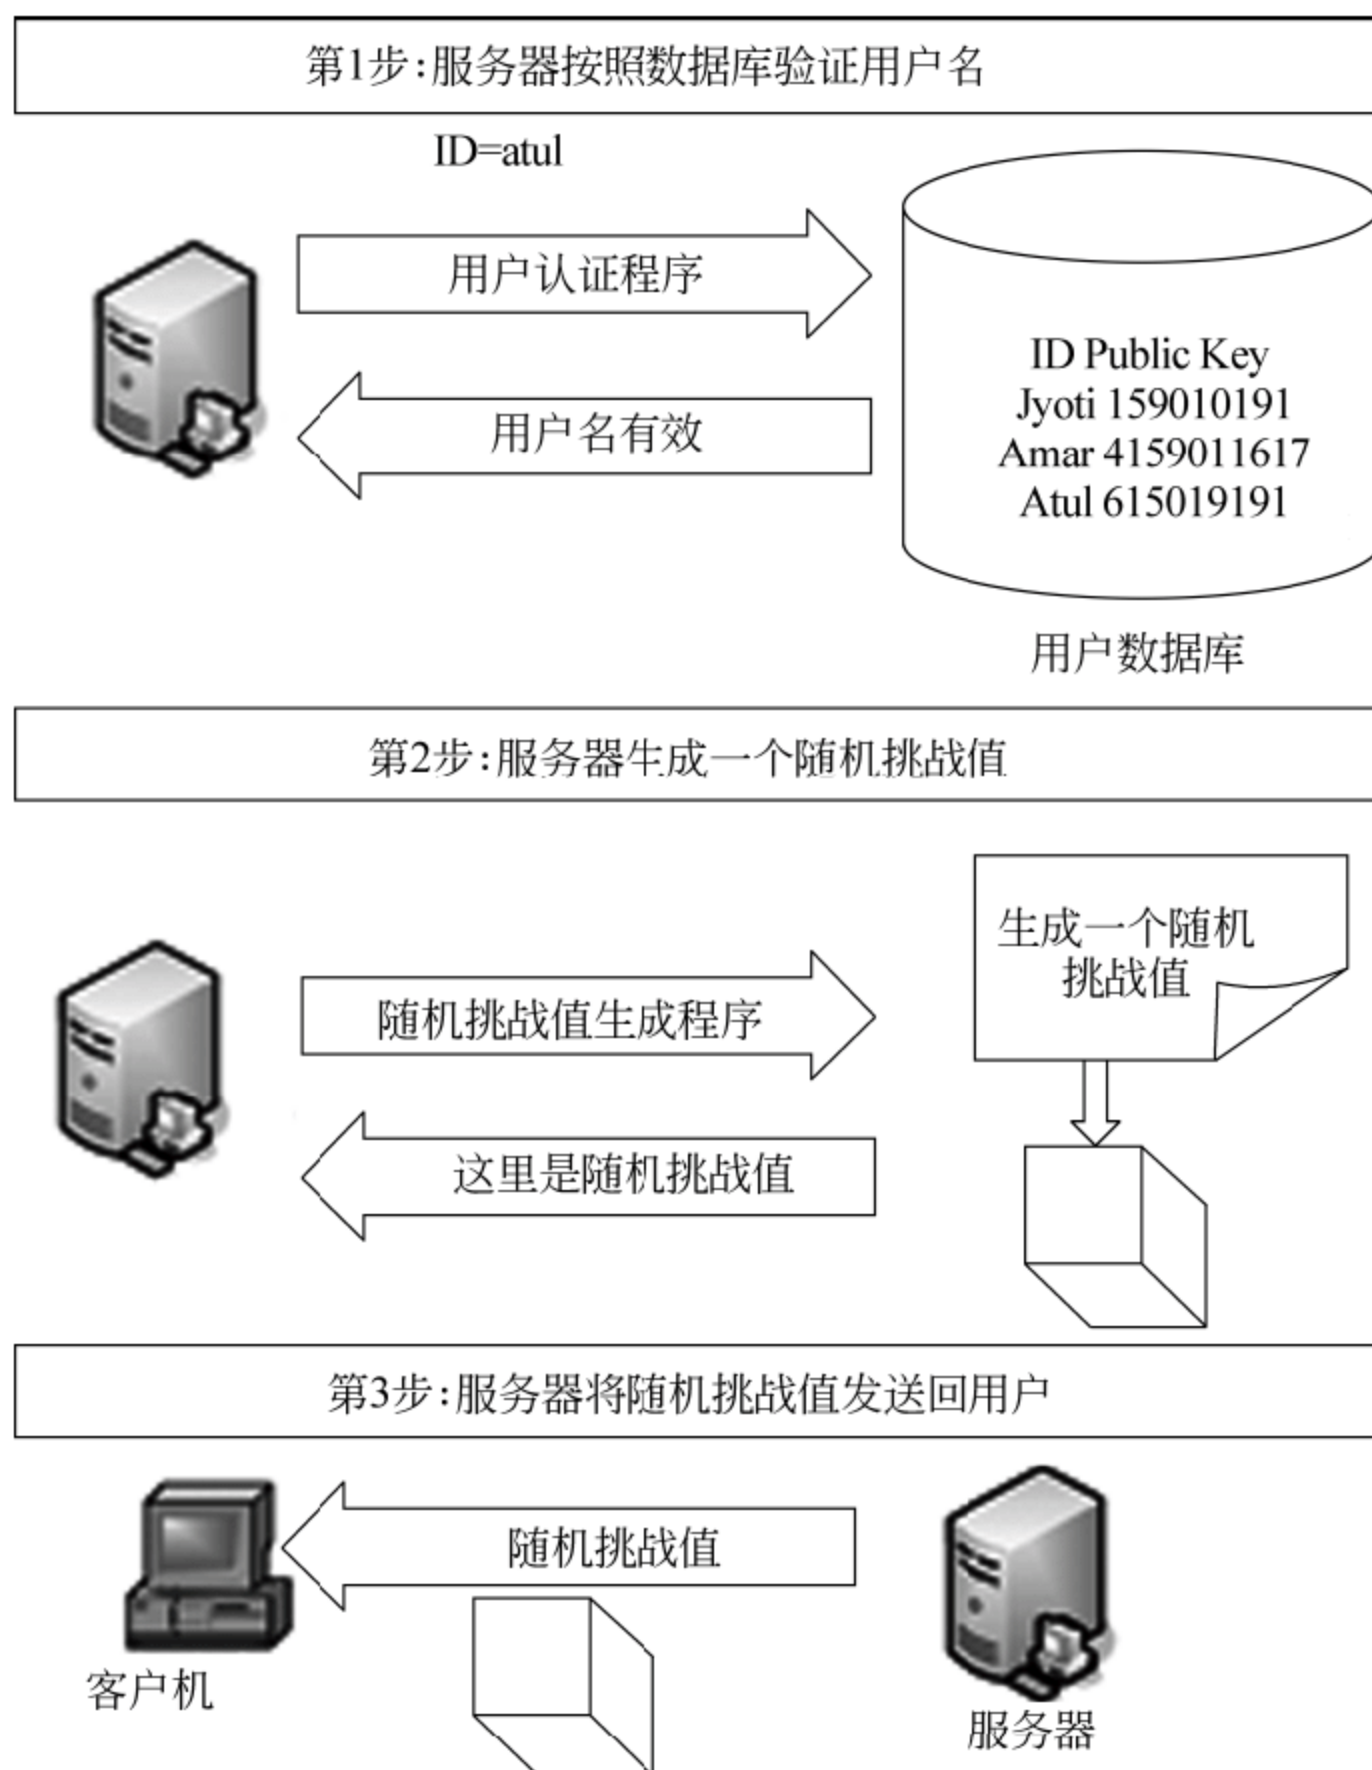 第1步:服务器按照数据库验证用户名
ID=atul
用户认证程序
用户名有效
ID Public Key
Jyoti 159010191
Amar 4159011617
Atul 615019191
用户数据库
第2步:服务器生成一个随机挑战值
生成一个随机
挑战值
随机挑战值生成程序
这里是随机挑战值
第3步:服务器将随机挑战值发送回用户
随机挑战值
客户机
服务器